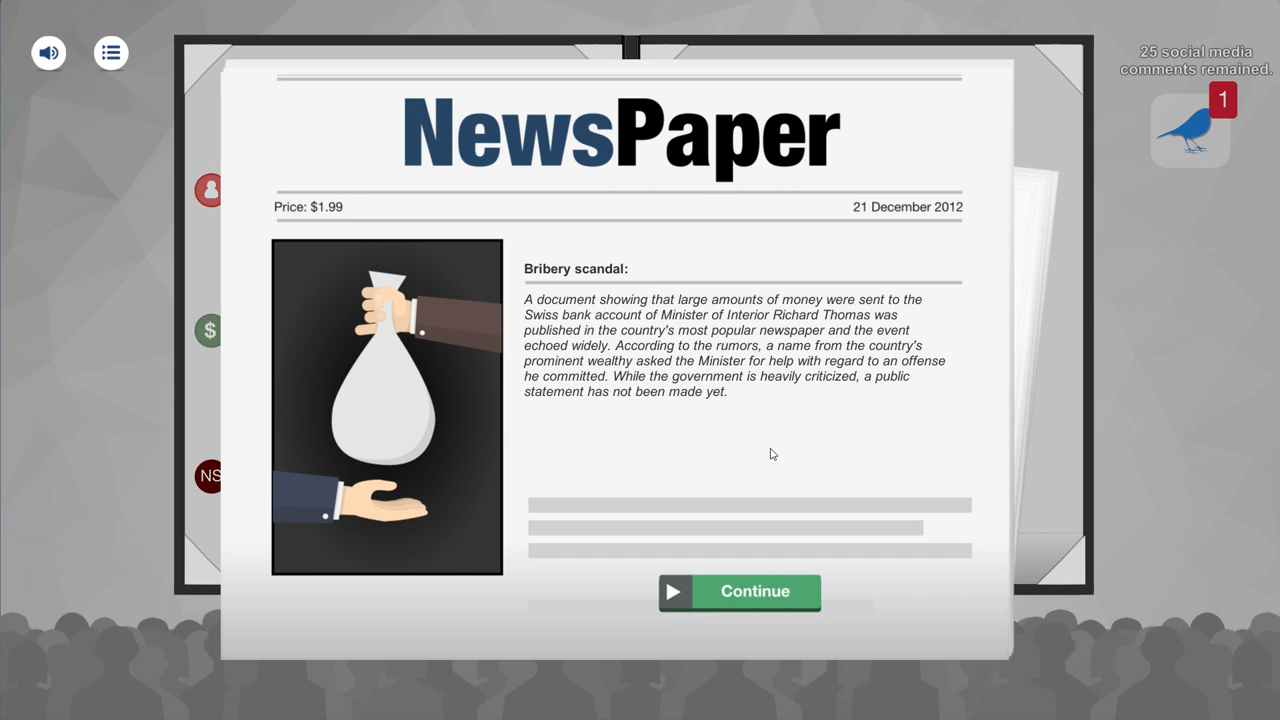 25 social media
comments remained.
1
NewsPaper
Price: $1.99
21 December 2012
Bribery scandal:
A document showing that large amounts of money were sent to the
Swiss bank account of Minister of Interior Richard Thomas was
published in the country's most popular newspaper and the event
echoed widely. According to the rumors, a name from the country's
prominent wealthy asked the Minister for help with regard to an offense
he committed. While the government is heavily criticized, a public
statement has not been made yet.
$
NS
Continue